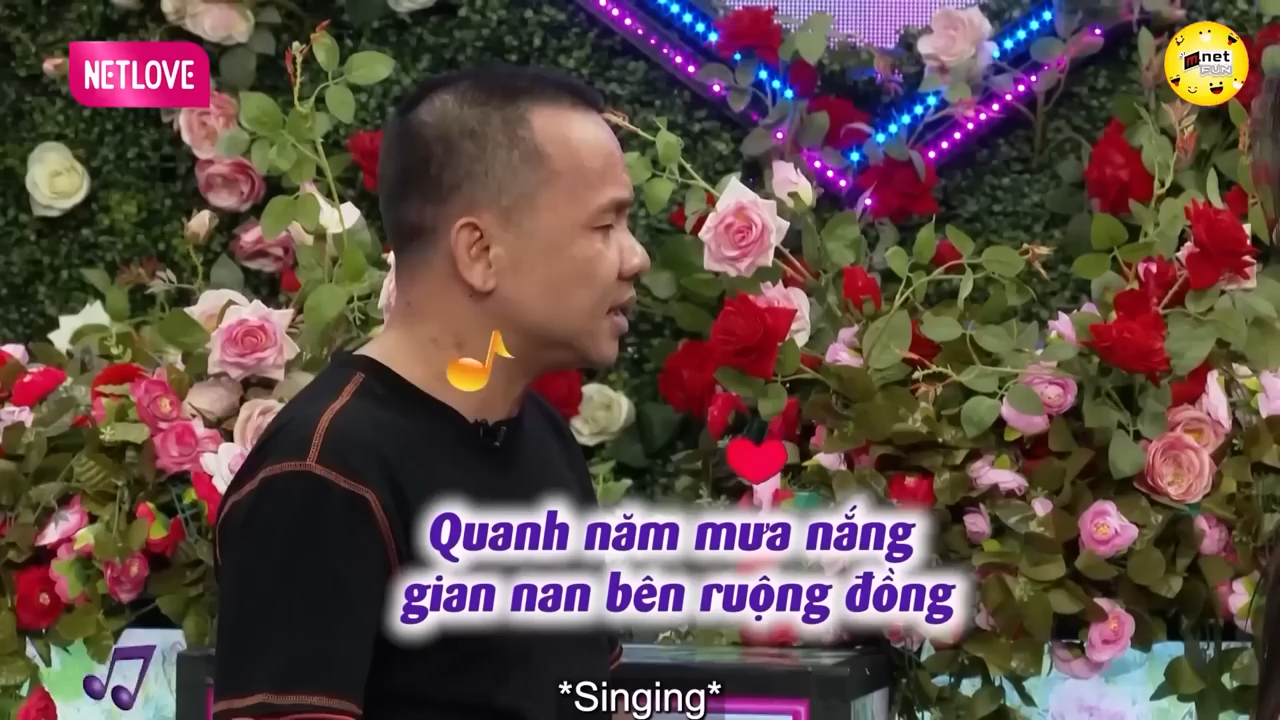 NETLOVE
m.net
FUN
Quanh năm mưa nắng
gian nan bên ruộng đồng
*Singing*